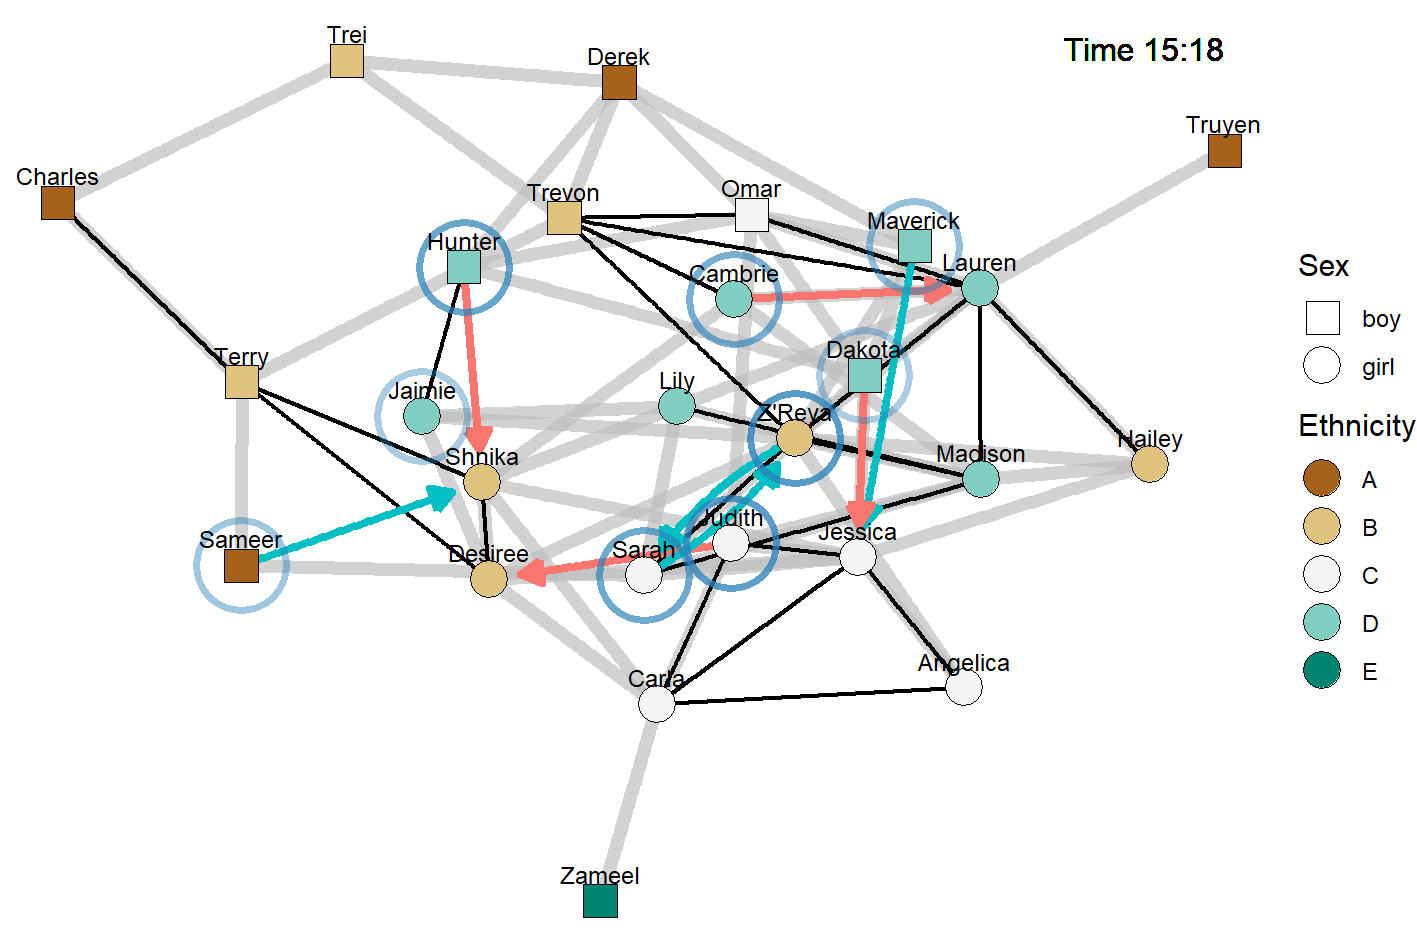 Trei
Derek
Time 15:18
Truyen
Charles
Trevon
Omar
Maverick
Hunter
Lauren
Cambrie
Sex
boy
girl
Terry
Dakota
Jaimie
Lily
Z'Reya
Hailey
Ethnicity
Shnika
Madison
A
B
Sameer
Desiree
Sarah
Judith
Jessica
C
D
E
Carla
Angelica
Zameel